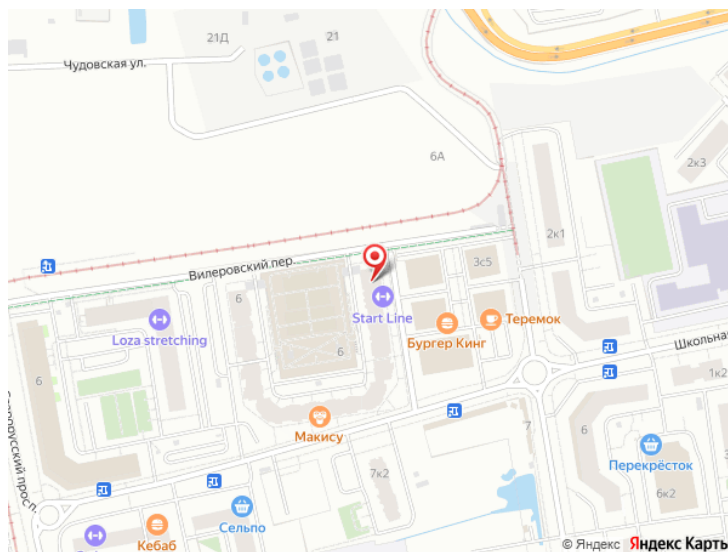 21Д
21
Чудовская ул.
6А
2к3
2к1
Вилеровский пер.
3с5
6
Start Line
Теремок
Loza stretching
Бургер Кинг
6
Школьная
6
1к2
Макису
7
6
Перекрёсток
7к2
6к2
Сельпо
Кебаб
© Яндекс Яндекс Карты